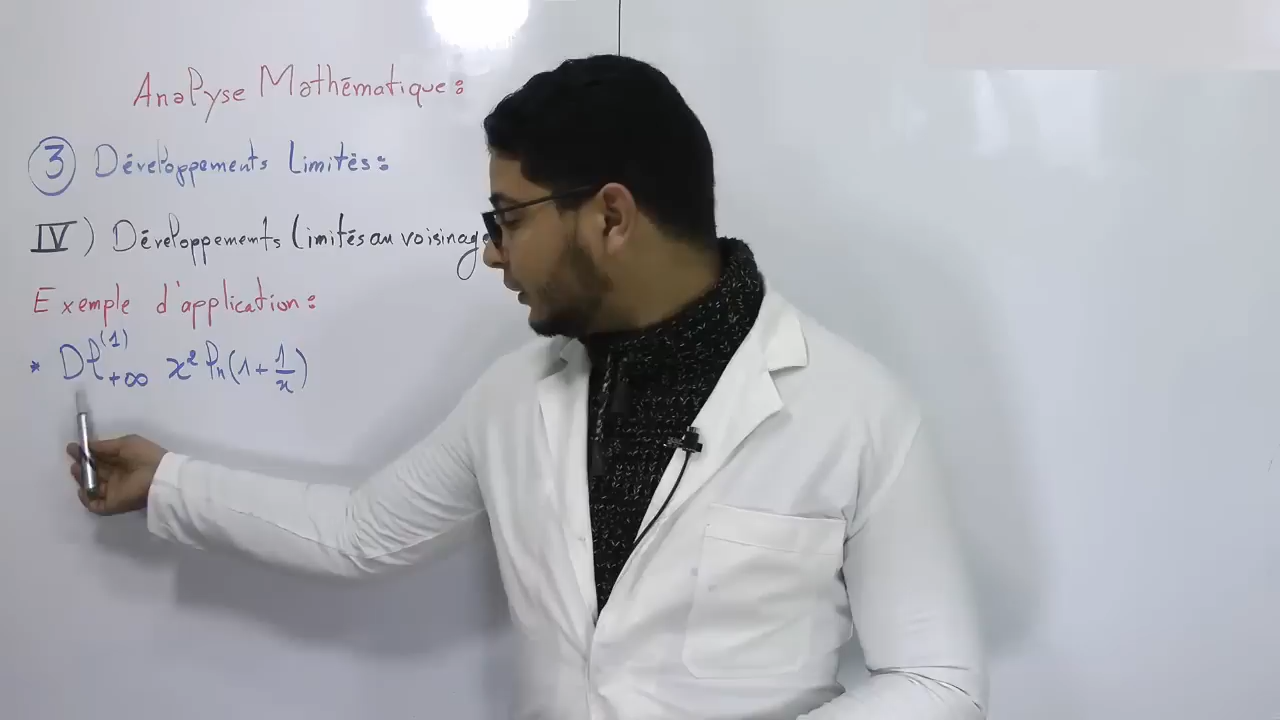 Analyse Mathématique:
3 Développements Limités:
IV) Développements Limités au voisinage
Exemple d'application:
* Dl⁽¹⁾₊∞ x² ln(1+1/x)